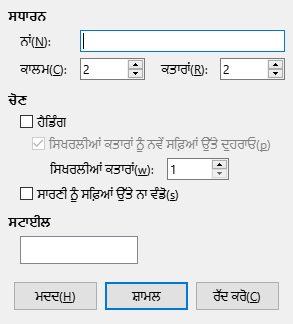 ਸਧਾਰਨ
ਨਾਂ(N):
ਕਾਲਮ(C): 2 ਕਤਾਰਾਂ(R): 2
ਚੋਣ
ਹੈਡਿੰਗ
ਸਿਖਰਲੀਆਂ ਕਤਾਰਾਂ ਨੂੰ ਨਵੇਂ ਸਫ਼ਿਆਂ ਉੱਤੇ ਦੁਹਰਾਓ(p)
ਸਿਖਰਲੀਆਂ ਕਤਾਰਾਂ(w): 1
ਸਾਰਣੀ ਨੂੰ ਸਫ਼ਿਆਂ ਉੱਤੇ ਨਾ ਵੰਡੋ(s)
ਸਟਾਈਲ
ਮਦਦ(H) ਸ਼ਾਮਲ ਰੱਦ ਕਰੋ(C)